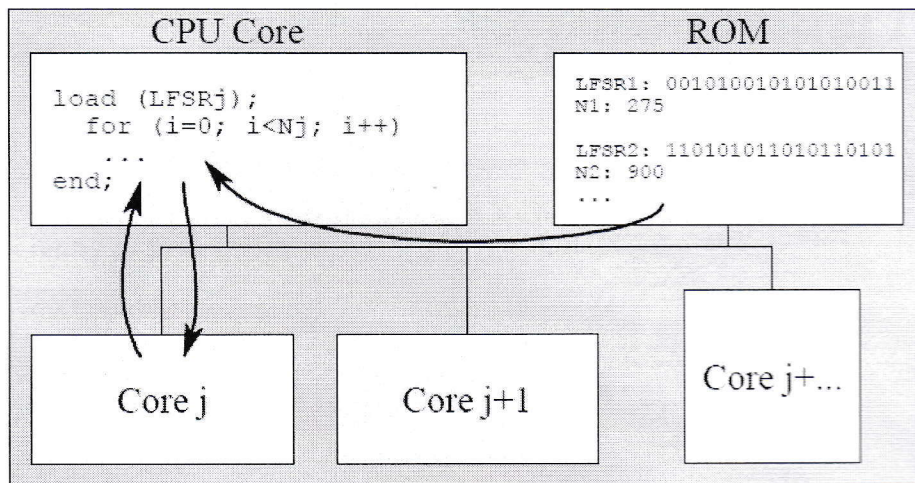 CPU Core
load (LFSRj);
for (i=0; i<Nj; i++)
...
end;
ROM
LFSR1: 001010010101010011
N1: 275
LFSR2: 110101011010110101
N2: 900
...
Core j
Core j+1
Core j+...